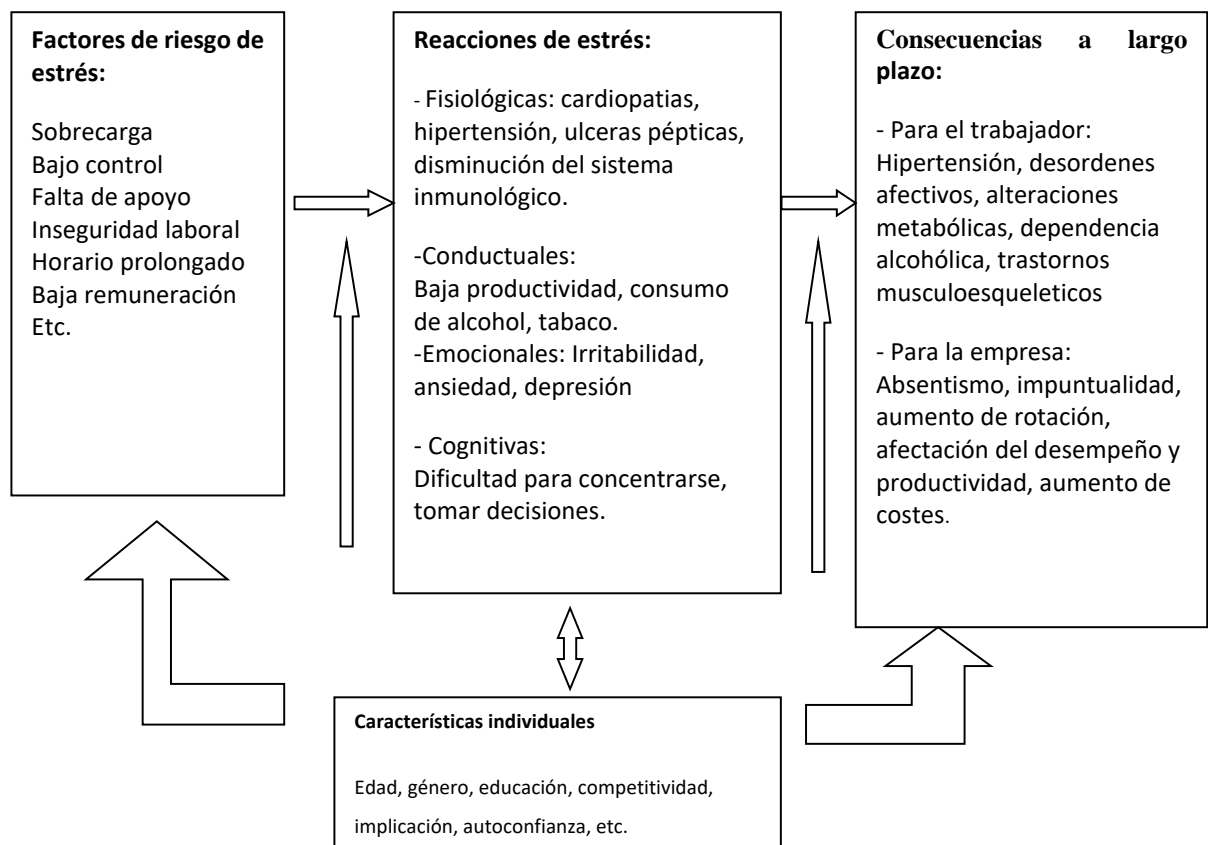 Factores de riesgo de
estrés:
Sobrecarga
Bajo control
Falta de apoyo
Inseguridad laboral
Horario prolongado
Baja remuneración
Etc.
Reacciones de estrés:
- Fisiológicas: cardiopatias,
hipertensión, ulceras pépticas,
disminución del sistema
inmunológico.
-Conductuales:
Baja productividad, consumo
de alcohol, tabaco.
-Emocionales: Irritabilidad,
ansiedad, depresión
- Cognitivas:
Dificultad para concentrarse,
tomar decisiones.
Consecuencias a largo
plazo:
- Para el trabajador:
Hipertensión, desordenes
afectivos, alteraciones
metabólicas, dependencia
alcohólica, trastornos
musculoesqueleticos
- Para la empresa:
Absentismo, impuntualidad,
aumento de rotación,
afectación del desempeño y
productividad, aumento de
costes.
Características individuales
Edad, género, educación, competitividad,
implicación, autoconfianza, etc.